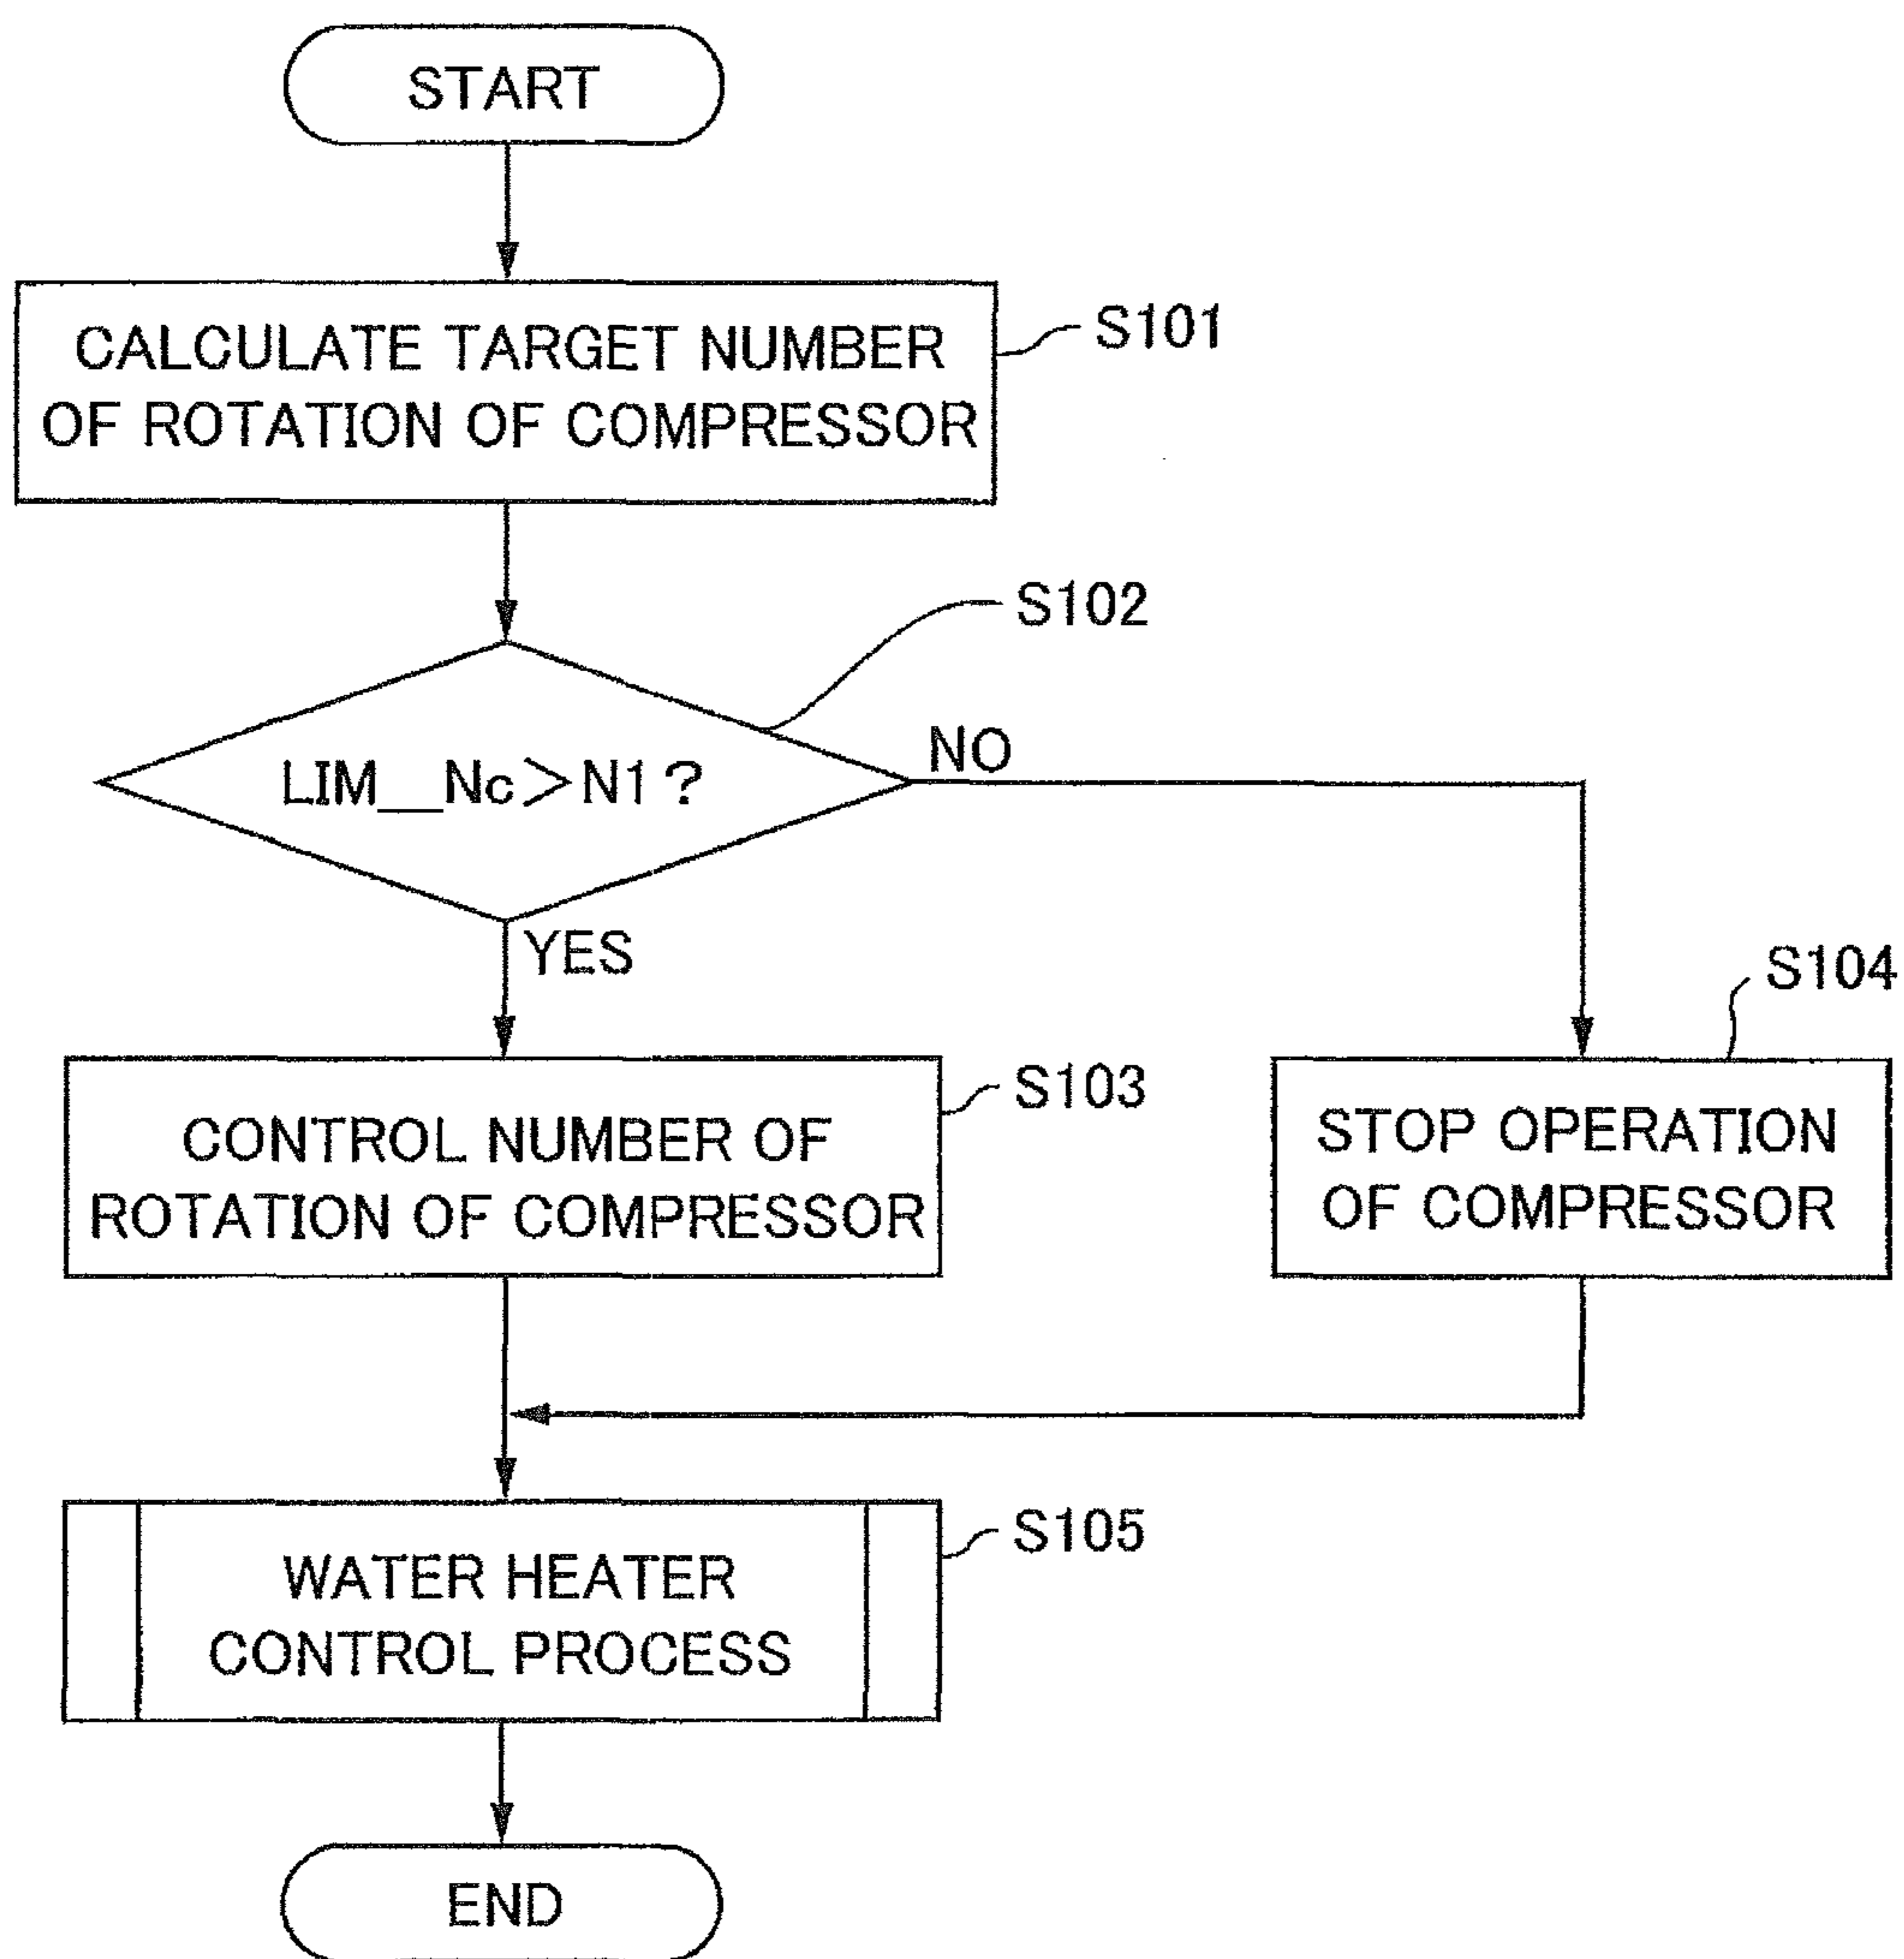 START
CALCULATE TARGET NUMBER
OF ROTATION OF COMPRESSOR
S101
S102
LIM__Nc>N1?
NO
YES
CONTROL NUMBER OF
ROTATION OF COMPRESSOR
S103
STOP OPERATION
OF COMPRESSOR
S104
WATER HEATER
CONTROL PROCESS
S105
END